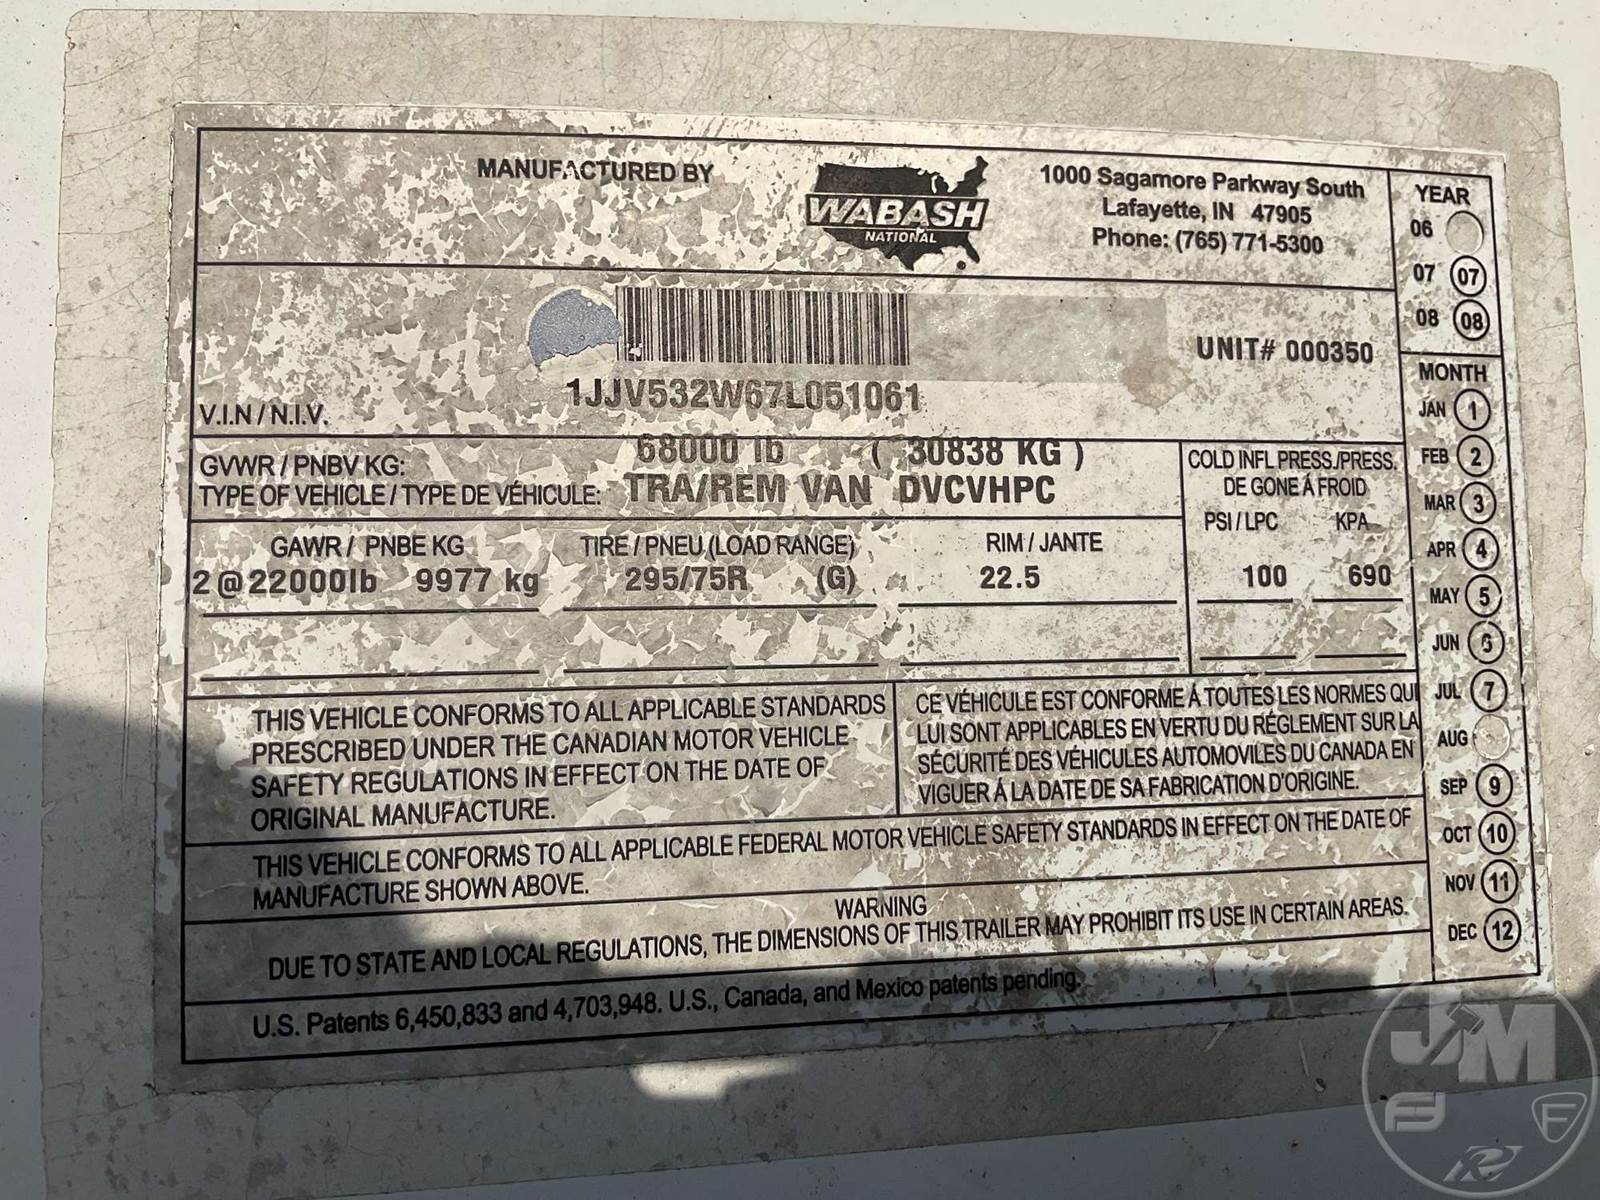 MANUFACTURED BY
WABASH
NATIONAL
1000 Sagamore Parkway South
Lafayette, IN 47905
Phone: (765) 771-5300
V.I.N / N.I.V.
1JJV532W67L051061
UNIT# 000350
GVWR / PNBV KG: 68000 lb ( 30838 KG )
TYPE OF VEHICLE / TYPE DE VÉHICULE: TRA/REM VAN DVCVHPC
COLD INFL PRESS./PRESS.
DE GONE Á FROID
PSI / LPC KPA
GAWR / PNBE KG TIRE / PNEU (LOAD RANGE) RIM / JANTE
2 @ 22000lb 9977 kg 295/75R (G) 22.5 100 690
THIS VEHICLE CONFORMS TO ALL APPLICABLE STANDARDS
PRESCRIBED UNDER THE CANADIAN MOTOR VEHICLE
SAFETY REGULATIONS IN EFFECT ON THE DATE OF
ORIGINAL MANUFACTURE.
CE VÉHICULE EST CONFORME Á TOUTES LES NORMES QUI
LUI SONT APPLICABLES EN VERTU DU RÉGLEMENT SUR LA
SÉCURITÉ DES VÉHICULES AUTOMOVILES DU CANADA EN
VIGUER Á LA DATE DE SA FABRICATION D'ORIGINE.
THIS VEHICLE CONFORMS TO ALL APPLICABLE FEDERAL MOTOR VEHICLE SAFETY STANDARDS IN EFFECT ON THE DATE OF
MANUFACTURE SHOWN ABOVE.
WARNING
DUE TO STATE AND LOCAL REGULATIONS, THE DIMENSIONS OF THIS TRAILER MAY PROHIBIT ITS USE IN CERTAIN AREAS.
U.S. Patents 6,450,833 and 4,703,948. U.S., Canada, and Mexico patents pending.
YEAR
06
07 07
08 08
MONTH
JAN 1
FEB 2
MAR 3
APR 4
MAY 5
JUN 6
JUL 7
AUG
SEP 9
OCT 10
NOV 11
DEC 12
JM
F